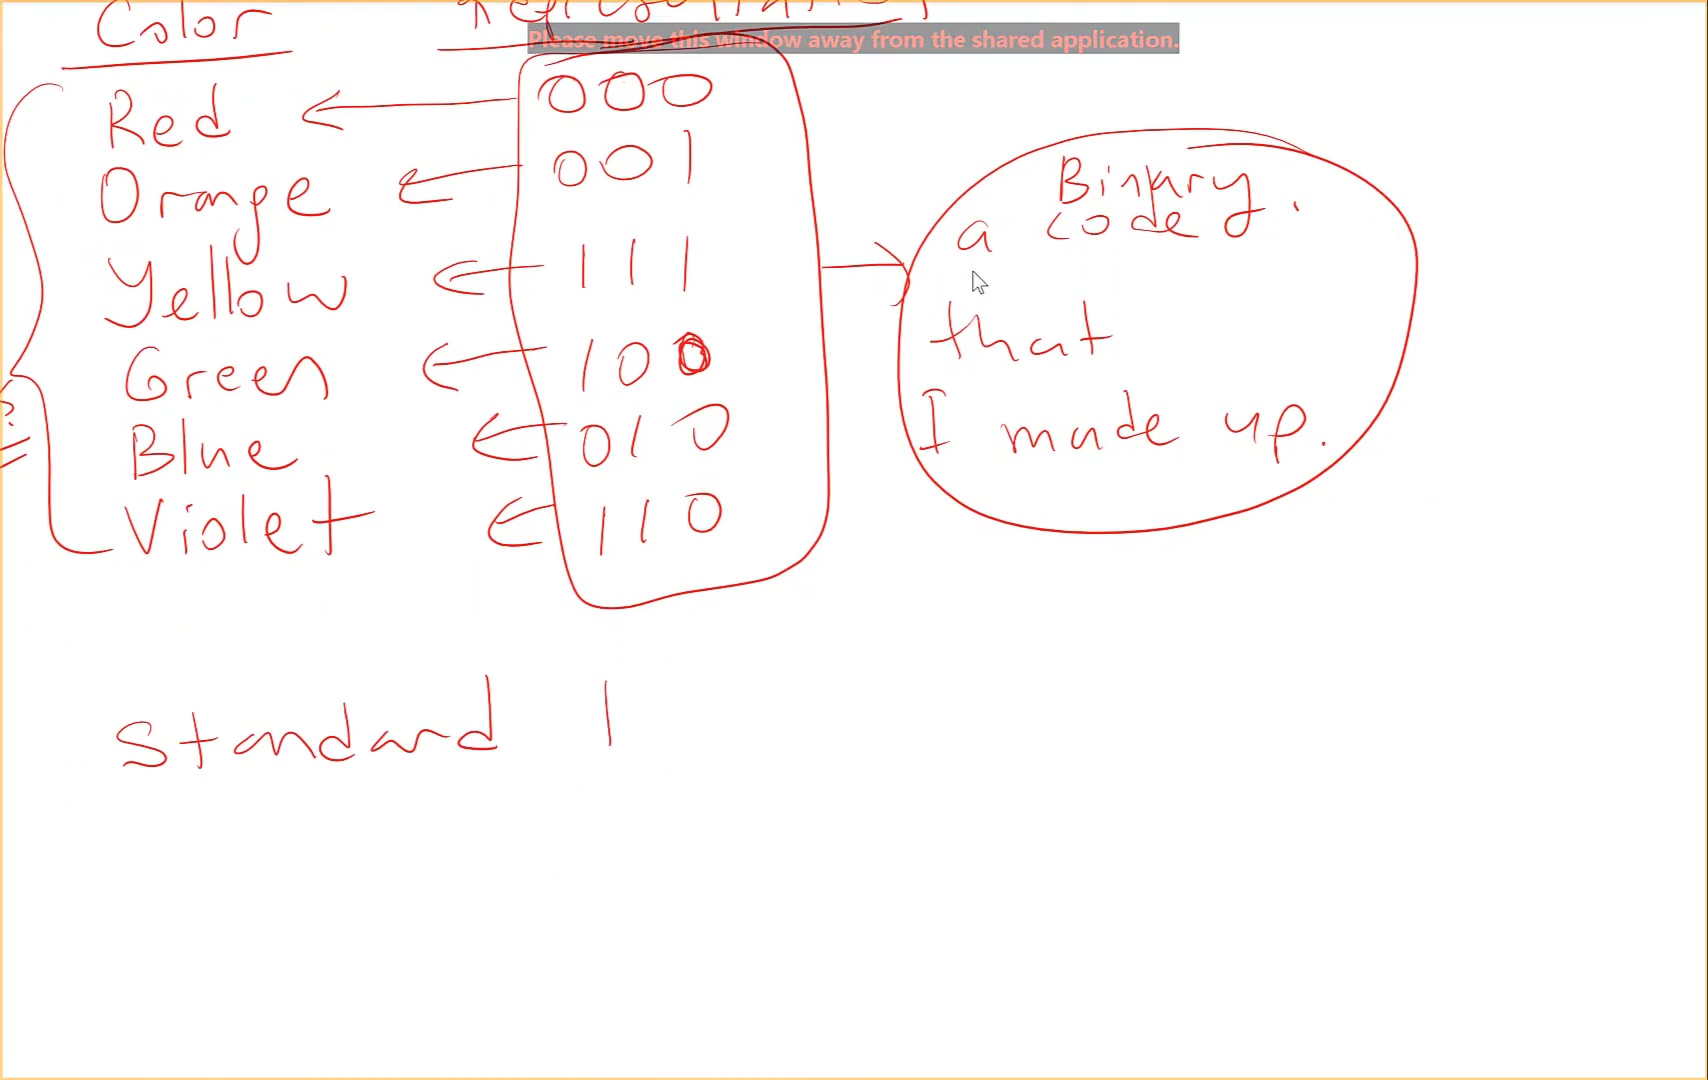 Color
Please move this window away from the shared application.
Red 000
Orange 001
Yellow 111
Green 100
Blue 010
Violet 110
Binary.
a code
that
I made up.
?
Standard 1